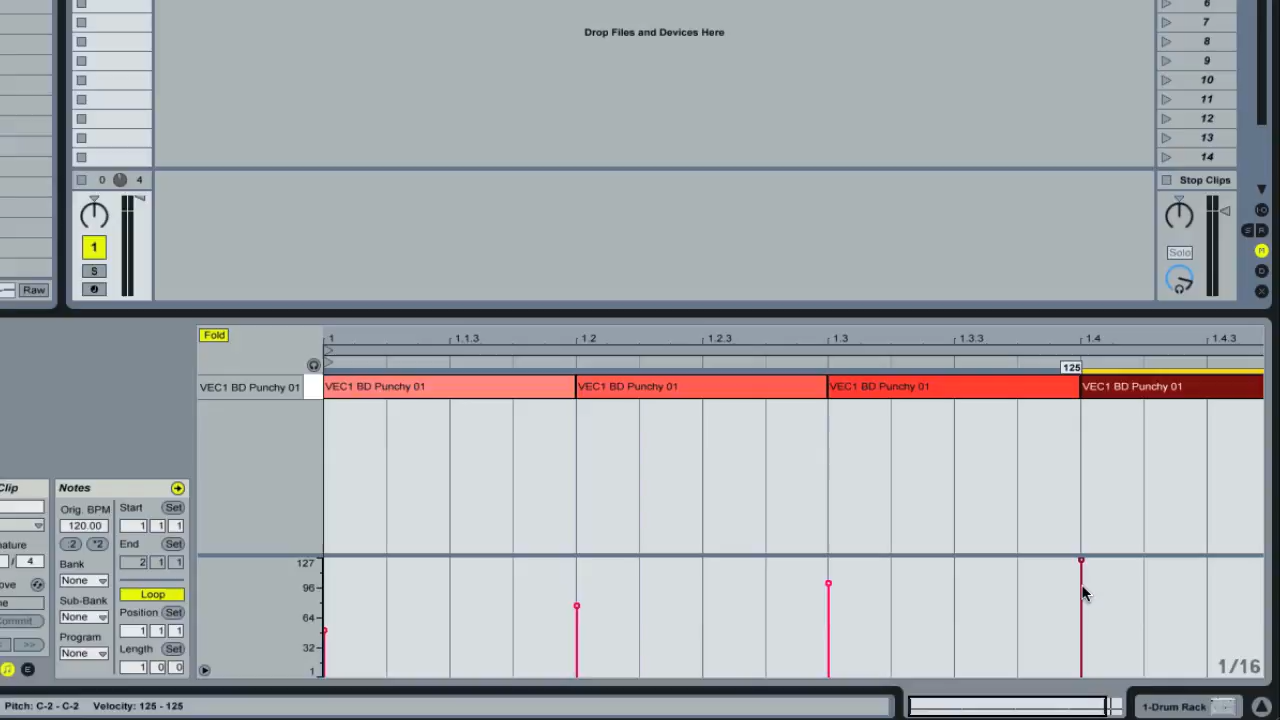 6
Drop Files and Devices Here
7
8
9
10
11
12
13
14
0 4
Stop Clips
1
S
Solo
S R
M
D
X
Raw
Fold
1 1.1.3 1.2 1.2.3 1.3 1.3.3 1.4 1.4.3
125
VEC1 BD Punchy 01 VEC1 BD Punchy 01 VEC1 BD Punchy 01 VEC1 BD Punchy 01 VEC1 BD Punchy 01
Clip Notes
Orig. BPM Start Set
120.00 1 1 1
:2 *2 End Set
ature
/ 4 Bank 2 1 1
None
ove Loop
ne Sub-Bank Position Set
Commit None 1 1 1
>> Program Length Set
None 1 0 0
E
127
96
64
32
1
1/16
Pitch: C-2 - C-2 Velocity: 125 - 125
1-Drum Rack